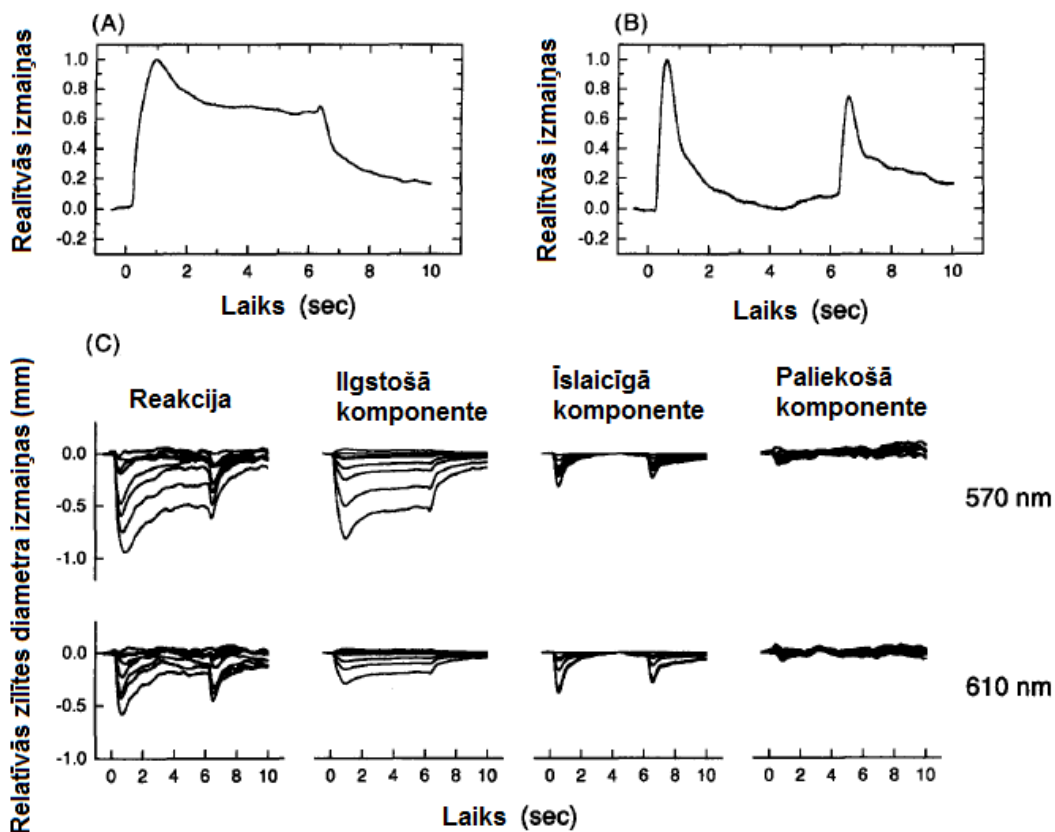 (A)
Realītvās izmaiņas
1.0
0.8
0.6
0.4
0.2
0.0
-0.2
0 2 4 6 8 10
Laiks (sec)
(B)
Realītvās izmaiņas
1.0
0.8
0.6
0.4
0.2
0.0
-0.2
0 2 4 6 8 10
Laiks (sec)
(C)
Relatīvās zīlītes diametra izmaiņas (mm)
Reakcija
Ilgstošā
komponente
Īslaicīgā
komponente
Paliekošā
komponente
0.0
-0.5
-1.0
570 nm
0.0
-0.5
-1.0
610 nm
0 2 4 6 8 10
0 2 4 6 8 10
0 2 4 6 8 10
0 2 4 6 8 10
Laiks (sec)